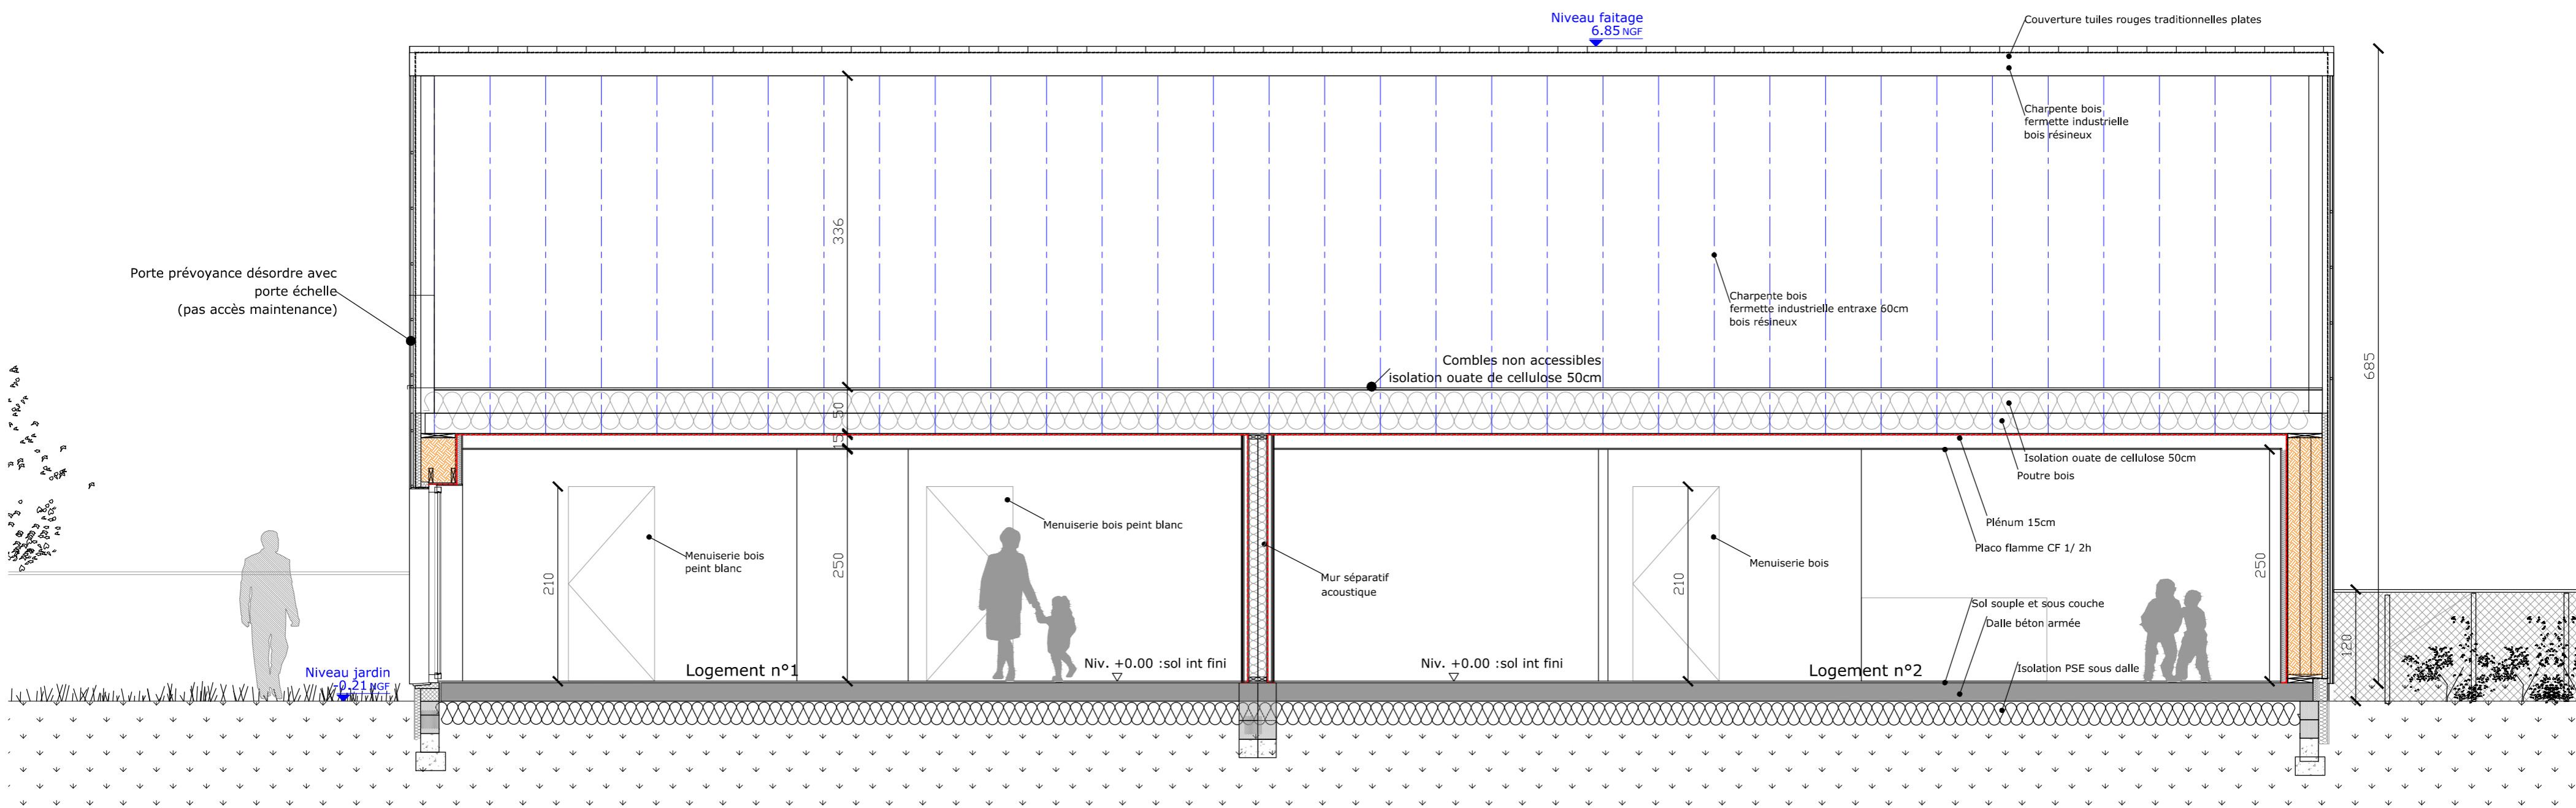 Niveau faitage
6.85 NGF
Couverture tuiles rouges traditionnelles plates
Charpente bois
fermette industrielle
bois résineux
336
Porte prévoyance désordre avec
porte échelle
(pas accès maintenance)
Charpente bois
fermette industrielle entraxe 60cm
bois résineux
Combles non accessibles
isolation ouate de cellulose 50cm
685
50
15
Isolation ouate de cellulose 50cm
Poutre bois
Plénum 15cm
Placo flamme CF 1/ 2h
Menuiserie bois peint blanc
Menuiserie bois
peint blanc
Menuiserie bois
Mur séparatif
acoustique
210
250
210
250
120
Sol souple et sous couche
Dalle béton armée
Isolation PSE sous dalle
Niveau jardin
-0.21 NGF
Logement n°1
Niv. +0.00 :sol int fini
Niv. +0.00 :sol int fini
Logement n°2